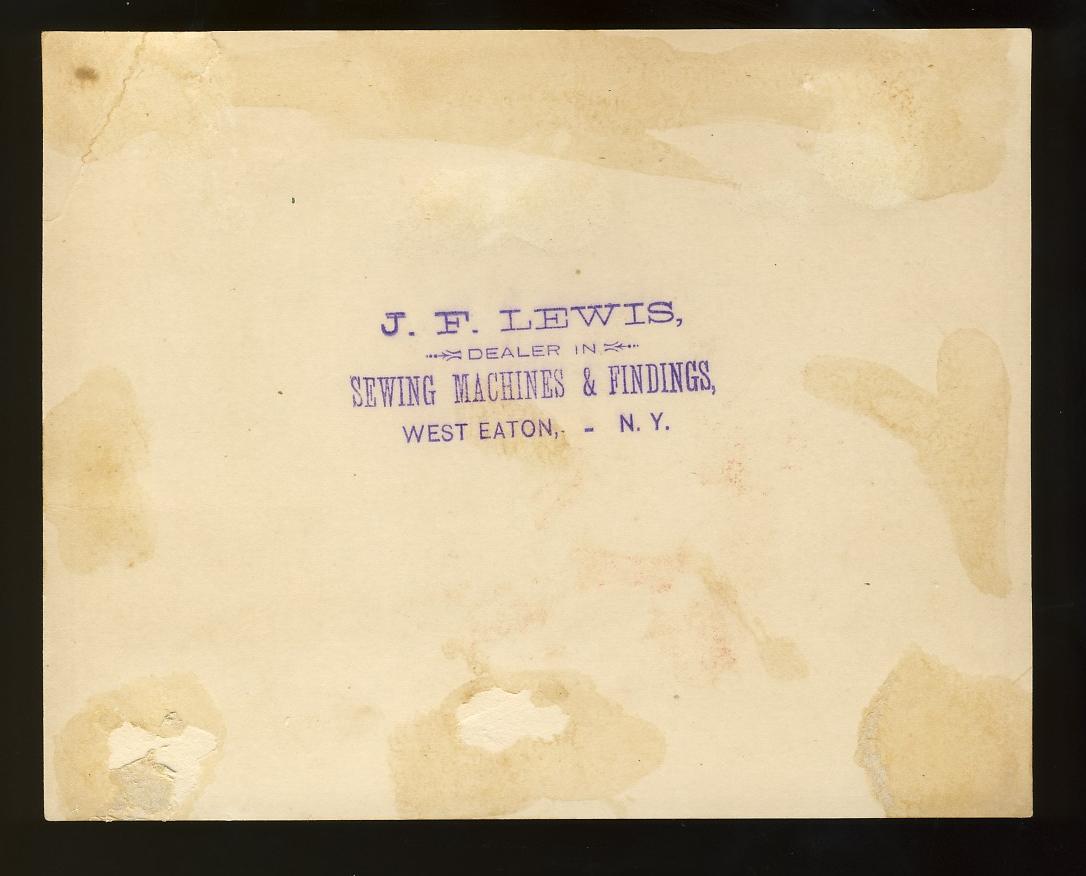 J. F. LEWIS,
DEALER IN
SEWING MACHINES & FINDINGS,
WEST EATON, - N. Y.